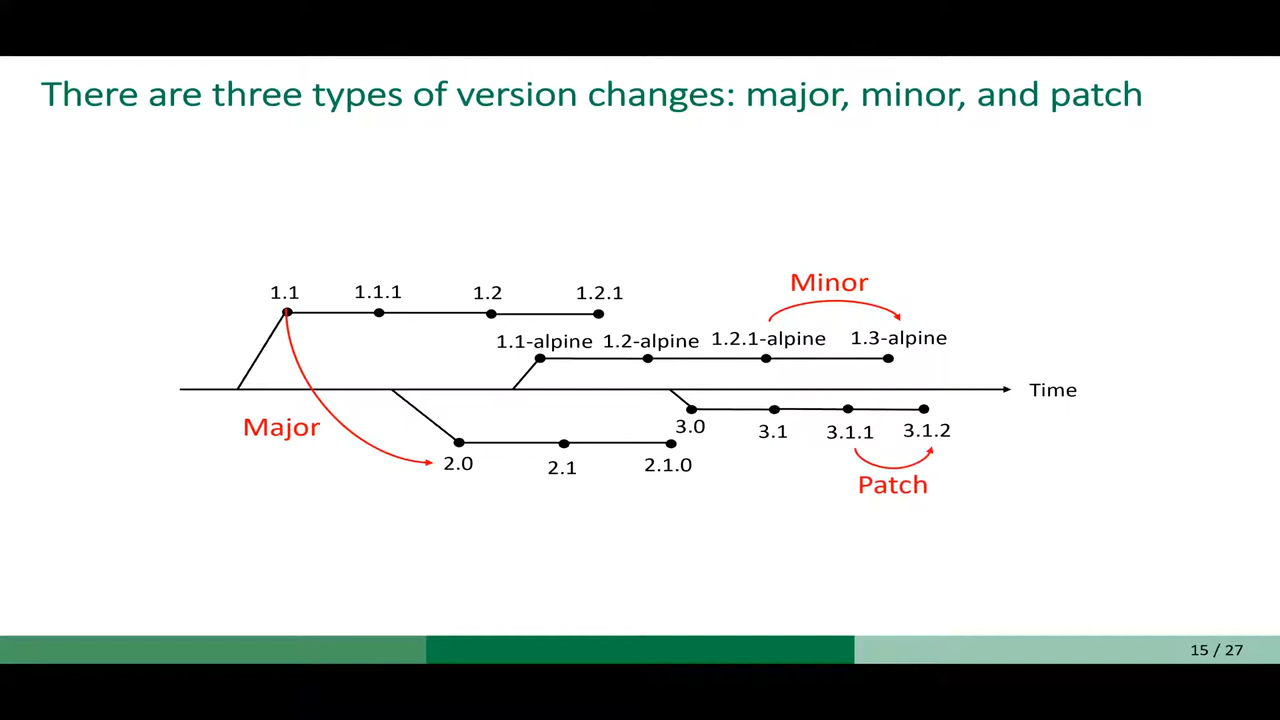 There are three types of version changes: major, minor, and patch
Minor
1.1 1.1.1 1.2 1.2.1
1.1-alpine 1.2-alpine 1.2.1-alpine 1.3-alpine
Time
Major
3.0 3.1 3.1.1 3.1.2
2.0 2.1 2.1.0
Patch
15 / 27